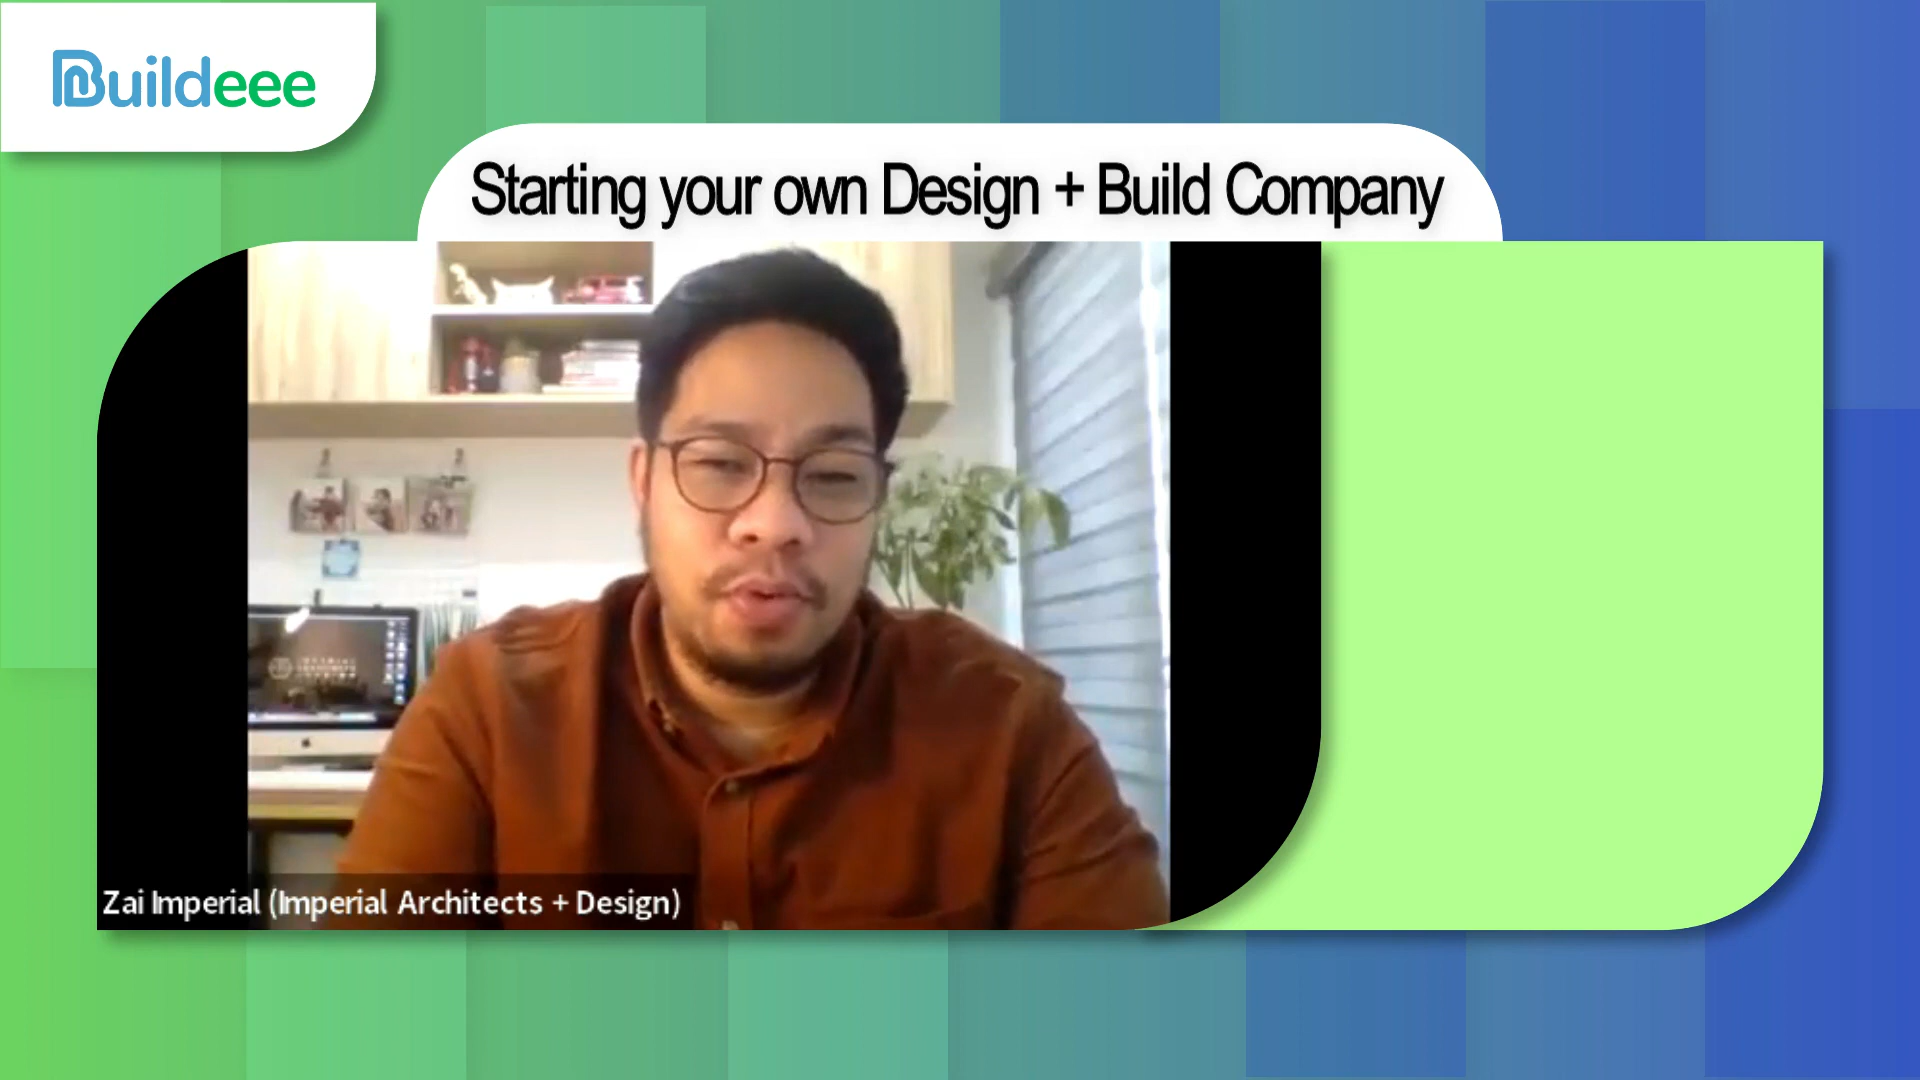 Buildeee
Starting your own Design + Build Company
Zai Imperial (Imperial Architects + Design)